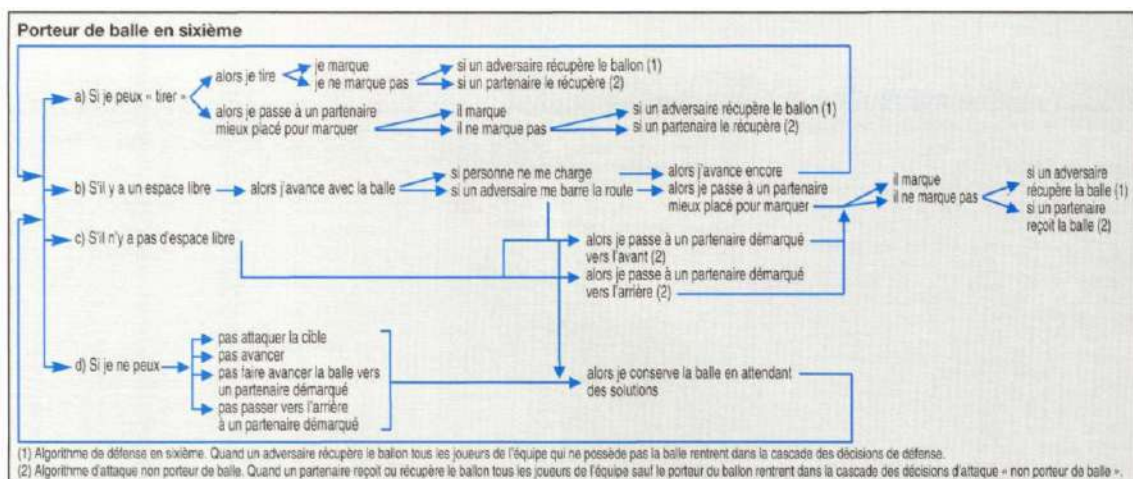 Porteur de balle en sixième
a) Si je peux « tirer »
alors je tire
je marque
je ne marque pas
si un adversaire récupère le ballon (1)
si un partenaire le récupère (2)
alors je passe à un partenaire
mieux placé pour marquer
il marque
il ne marque pas
si un adversaire récupère le ballon (1)
si un partenaire le récupère (2)
b) S'il y a un espace libre
alors j'avance avec la balle
si personne ne me charge
si un adversaire me barre la route
alors j'avance encore
alors je passe à un partenaire
mieux placé pour marquer
il marque
il ne marque pas
si un adversaire
récupère la balle (1)
si un partenaire
reçoit la balle (2)
c) S'il n'y a pas d'espace libre
alors je passe à un partenaire démarqué
vers l'avant (2)
alors je passe à un partenaire démarqué
vers l'arrière (2)
d) Si je ne peux
pas attaquer la cible
pas avancer
pas faire avancer la balle vers
un partenaire démarqué
pas passer vers l'arrière
à un partenaire démarqué
alors je conserve la balle en attendant
des solutions
(1) Algorithme de défense en sixième. Quand un adversaire récupère le ballon tous les joueurs de l'équipe qui ne possède pas la balle rentrent dans la cascade des décisions de défense.
(2) Algorithme d'attaque non porteur de balle. Quand un partenaire reçoit ou récupère le ballon tous les joueurs de l'équipe sauf le porteur du ballon rentrent dans la cascade des décisions d'attaque « non porteur de balle ».